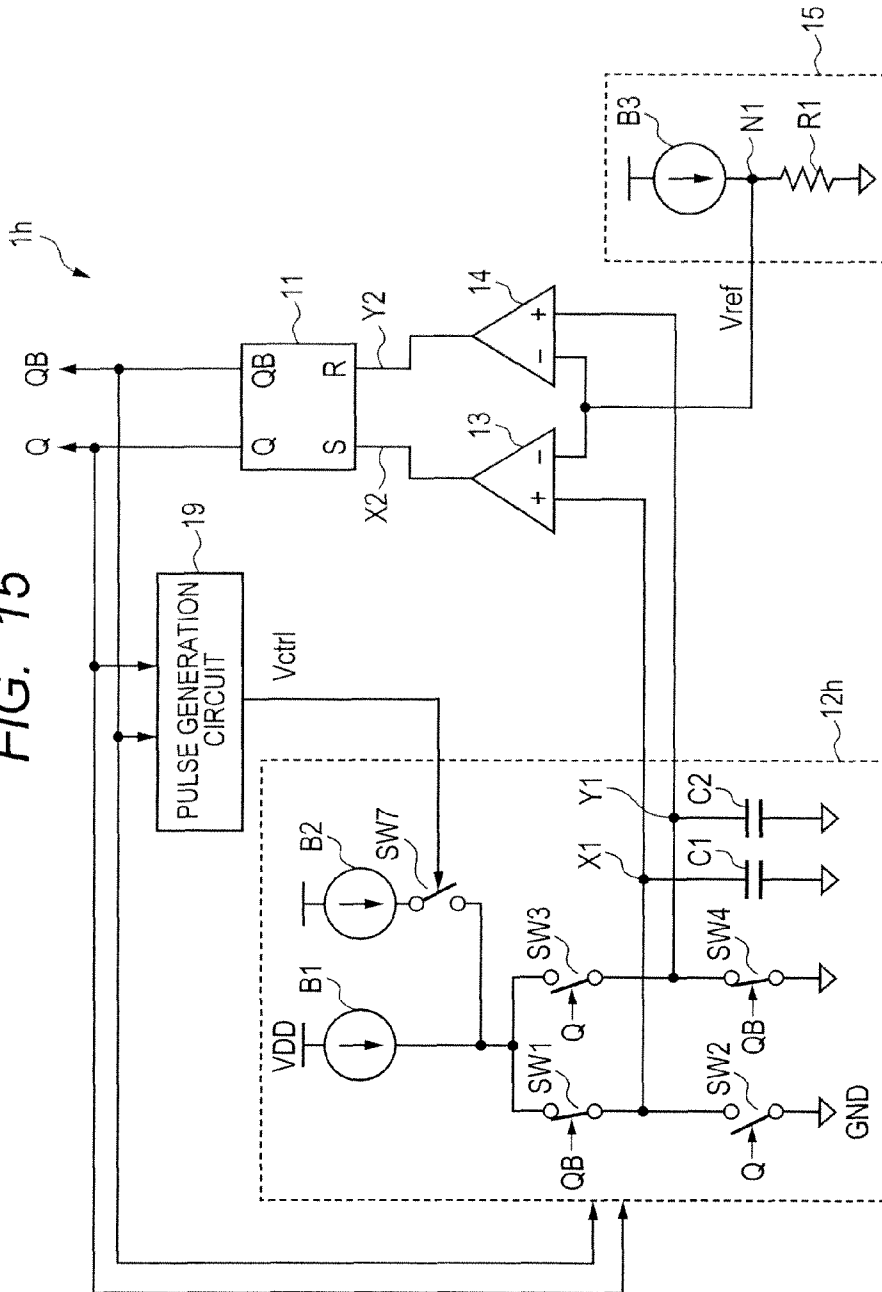 FIG. 15
1h
Q
QB
19
PULSE GENERATION
CIRCUIT
Vctrl
11
Q
QB
S
R
X2
Y2
13
14
+
−
−
+
15
B3
N1
R1
Vref
12h
VDD
B1
B2
SW7
SW1
QB
SW3
Q
X1
Y1
SW2
Q
SW4
QB
C1
C2
GND